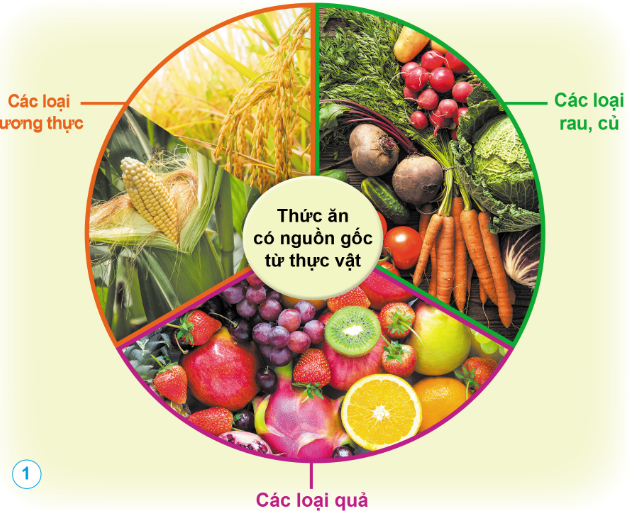 Các loại
ương thực
Các loại
rau, củ
Thức ăn
có nguồn gốc
từ thực vật
1
Các loại quả